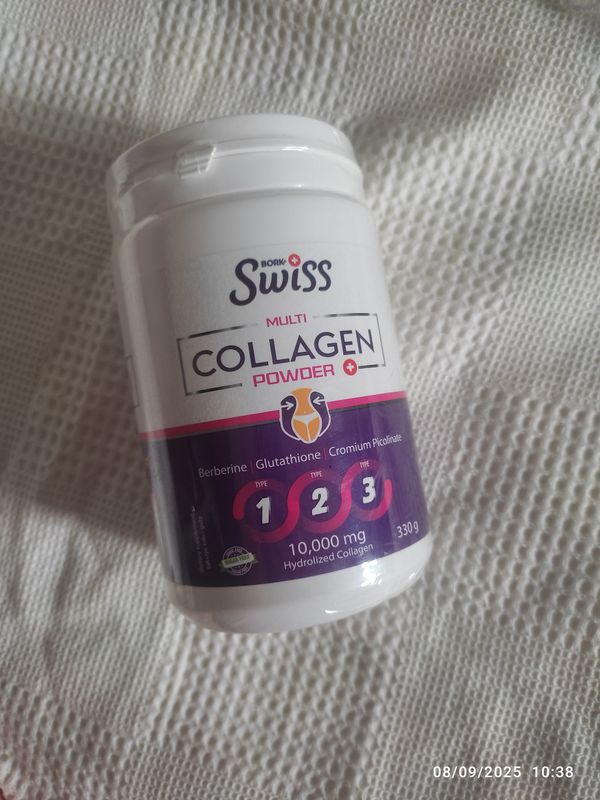 BORK
Swiss
MULTI
COLLAGEN
POWDER
Berberine | Glutathione | Cromium Picolinate
TYPE TYPE TYPE
1 2 3
10,000 mg
Hydrolized Collagen
330 g
08/09/2025 10:38